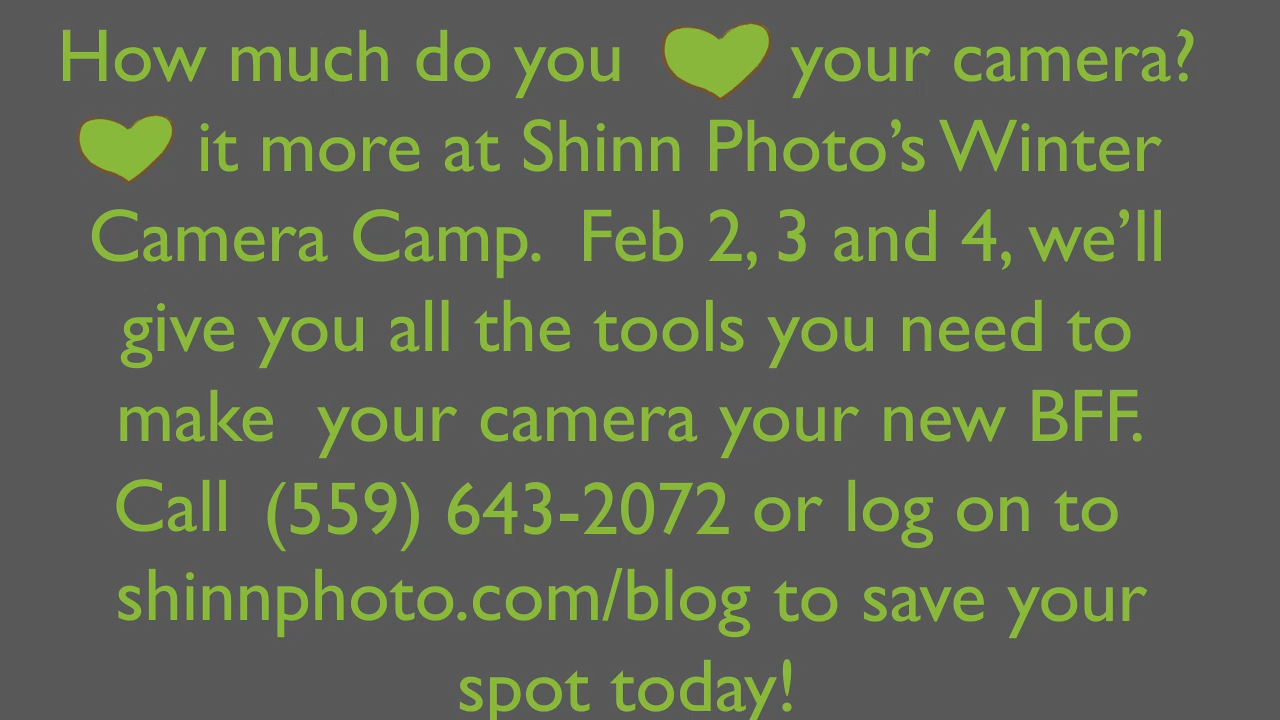 How much do you your camera?
it more at Shinn Photo’s Winter
Camera Camp. Feb 2, 3 and 4, we’ll
give you all the tools you need to
make your camera your new BFF.
Call (559) 643-2072 or log on to
shinnphoto.com/blog to save your
spot today!